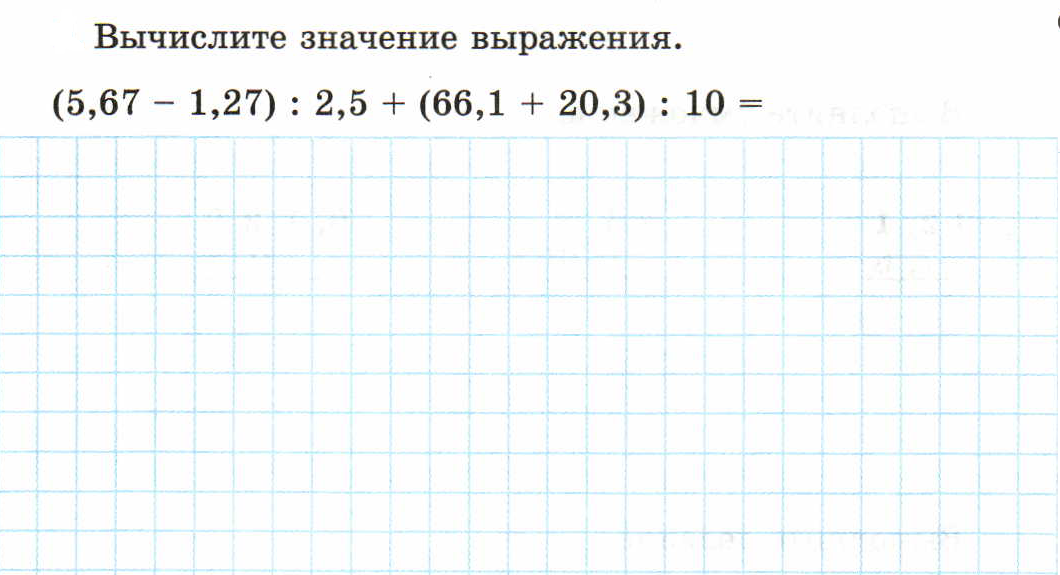 Вычислите значение выражения.
(5,67 – 1,27) : 2,5 + (66,1 + 20,3) : 10 =